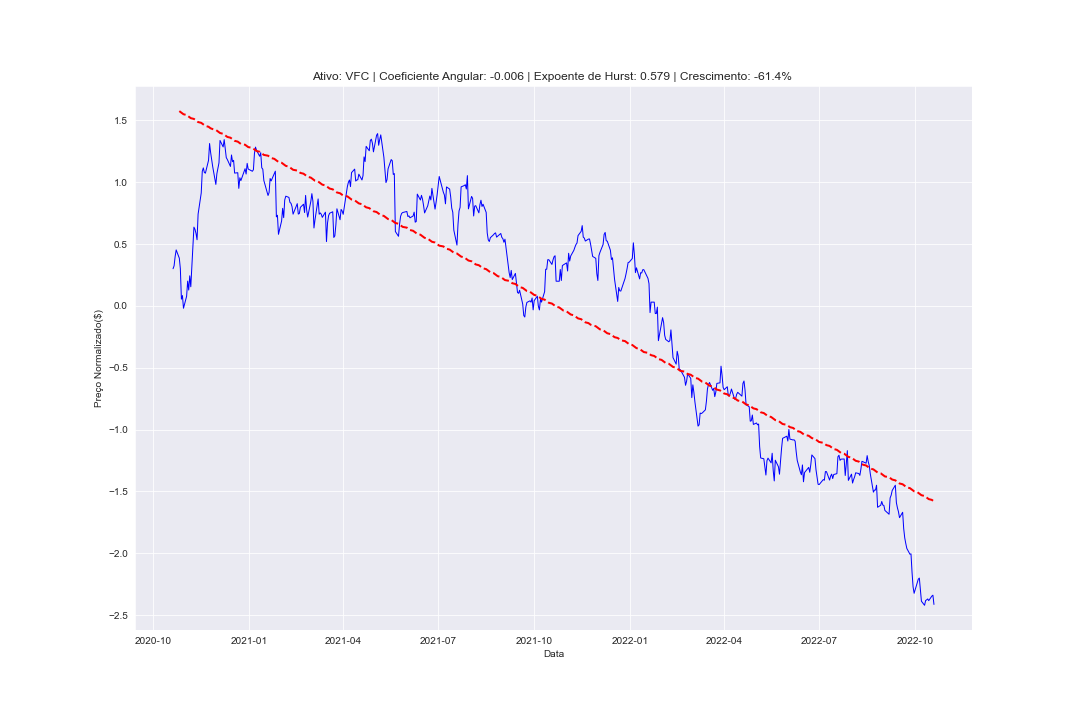 Ativo: VFC | Coeficiente Angular: -0.006 | Expoente de Hurst: 0.579 | Crescimento: -61.4%
1.5
1.0
0.5
0.0
−0.5
−1.0
−1.5
−2.0
−2.5
Preço Normalizado($)
2020-10 2021-01 2021-04 2021-07 2021-10 2022-01 2022-04 2022-07 2022-10
Data